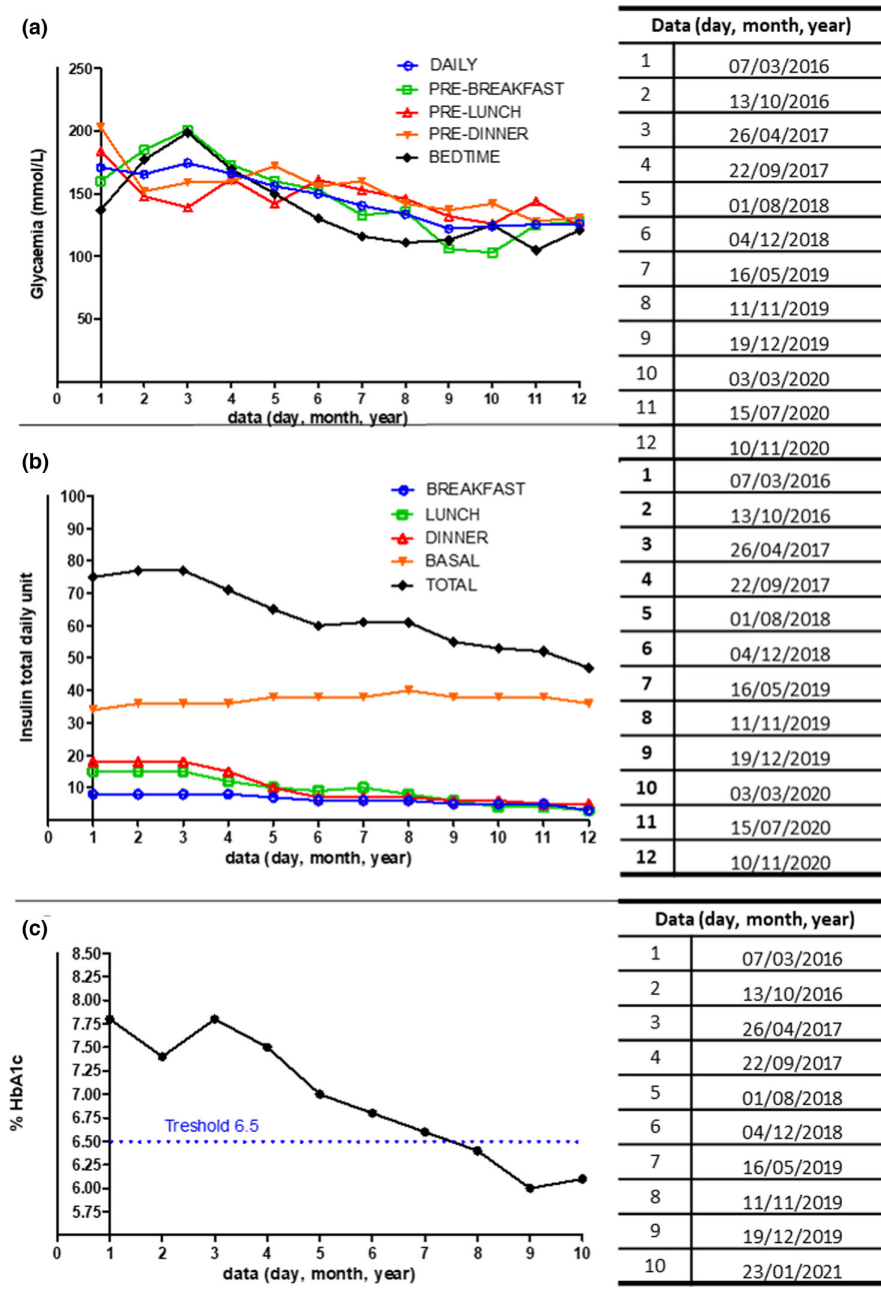 (a)
Glycaemia (mmol/L)
250
200
150
100
50
0 1 2 3 4 5 6 7 8 9 10 11 12
data (day, month, year)
DAILY
PRE-BREAKFAST
PRE-LUNCH
PRE-DINNER
BEDTIME
Data (day, month, year)
1 07/03/2016
2 13/10/2016
3 26/04/2017
4 22/09/2017
5 01/08/2018
6 04/12/2018
7 16/05/2019
8 11/11/2019
9 19/12/2019
10 03/03/2020
11 15/07/2020
12 10/11/2020
(b)
Insulin total daily unit
100
90
80
70
60
50
40
30
20
10
0 1 2 3 4 5 6 7 8 9 10 11 12
data (day, month, year)
BREAKFAST
LUNCH
DINNER
BASAL
TOTAL
1 07/03/2016
2 13/10/2016
3 26/04/2017
4 22/09/2017
5 01/08/2018
6 04/12/2018
7 16/05/2019
8 11/11/2019
9 19/12/2019
10 03/03/2020
11 15/07/2020
12 10/11/2020
(c)
% HbA1c
8.50
8.25
8.00
7.75
7.50
7.25
7.00
6.75
6.50
6.25
6.00
5.75
Treshold 6.5
0 1 2 3 4 5 6 7 8 9 10
data (day, month, year)
Data (day, month, year)
1 07/03/2016
2 13/10/2016
3 26/04/2017
4 22/09/2017
5 01/08/2018
6 04/12/2018
7 16/05/2019
8 11/11/2019
9 19/12/2019
10 23/01/2021